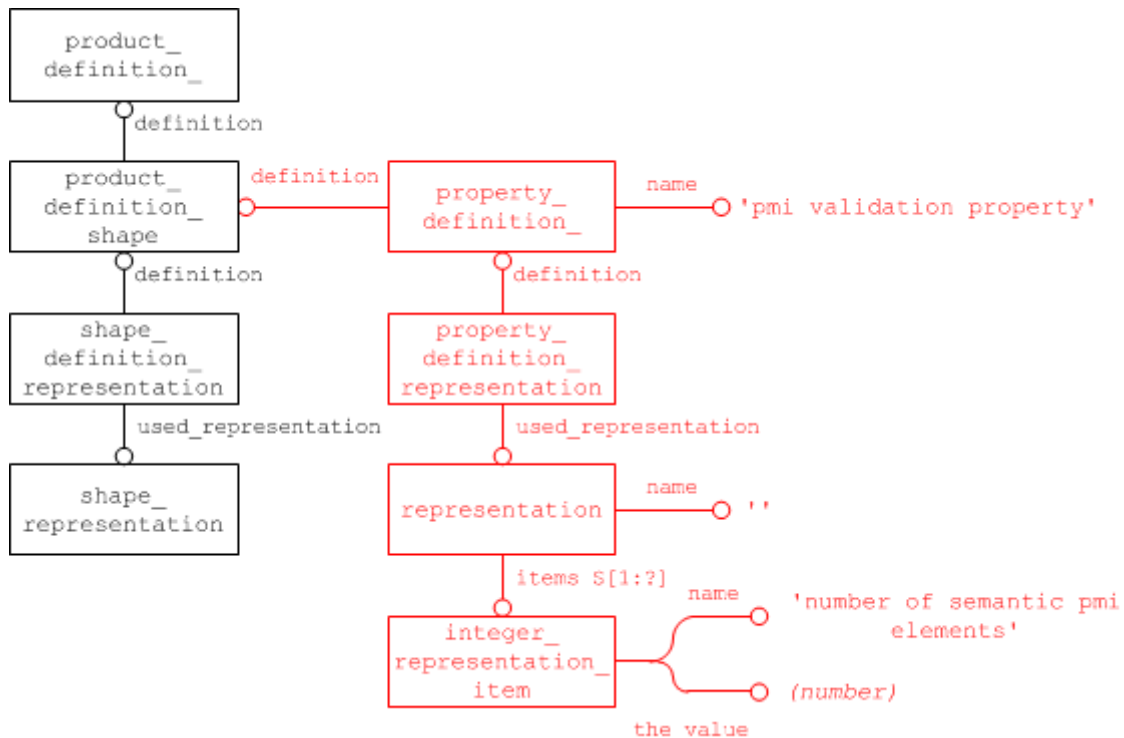 product_
definition_
definition
product_
definition_
shape
definition
property_
definition_
name
'pmi validation property'
definition
definition
shape_
definition_
representation
property_
definition_
representation
used_representation
used_representation
shape_
representation
representation
name
''
items S[1:?]
integer_
representation_
item
name
'number of semantic pmi
elements'
(number)
the value